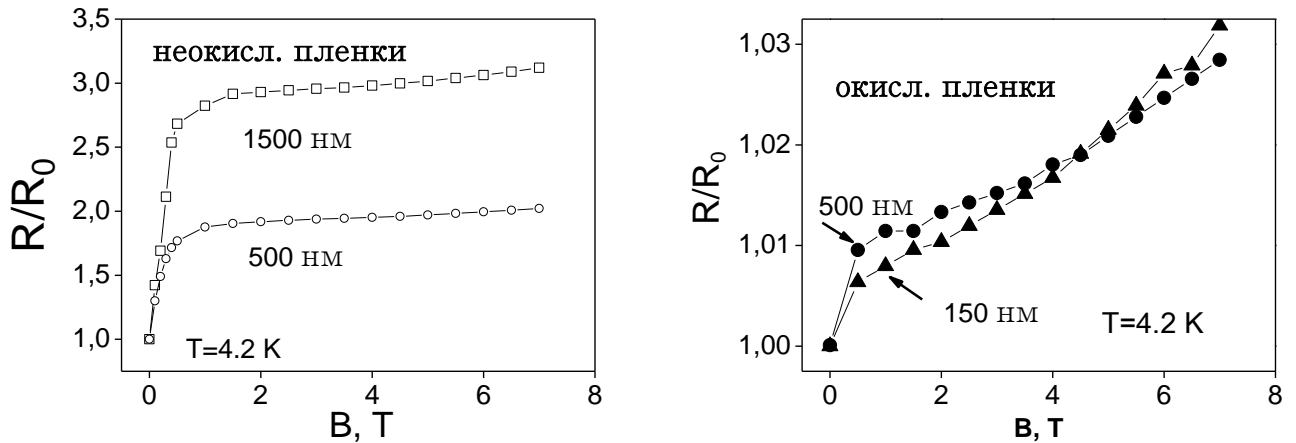 3,5
3,0
2,5
2,0
1,5
1,0
R/R0
неокисл. пленки
1500 нм
500 нм
T=4.2 K
0 2 4 6 8
B, T
1,03
1,02
1,01
1,00
R/R0
окисл. пленки
500 нм
150 нм
T=4.2 K
0 2 4 6 8
B, T